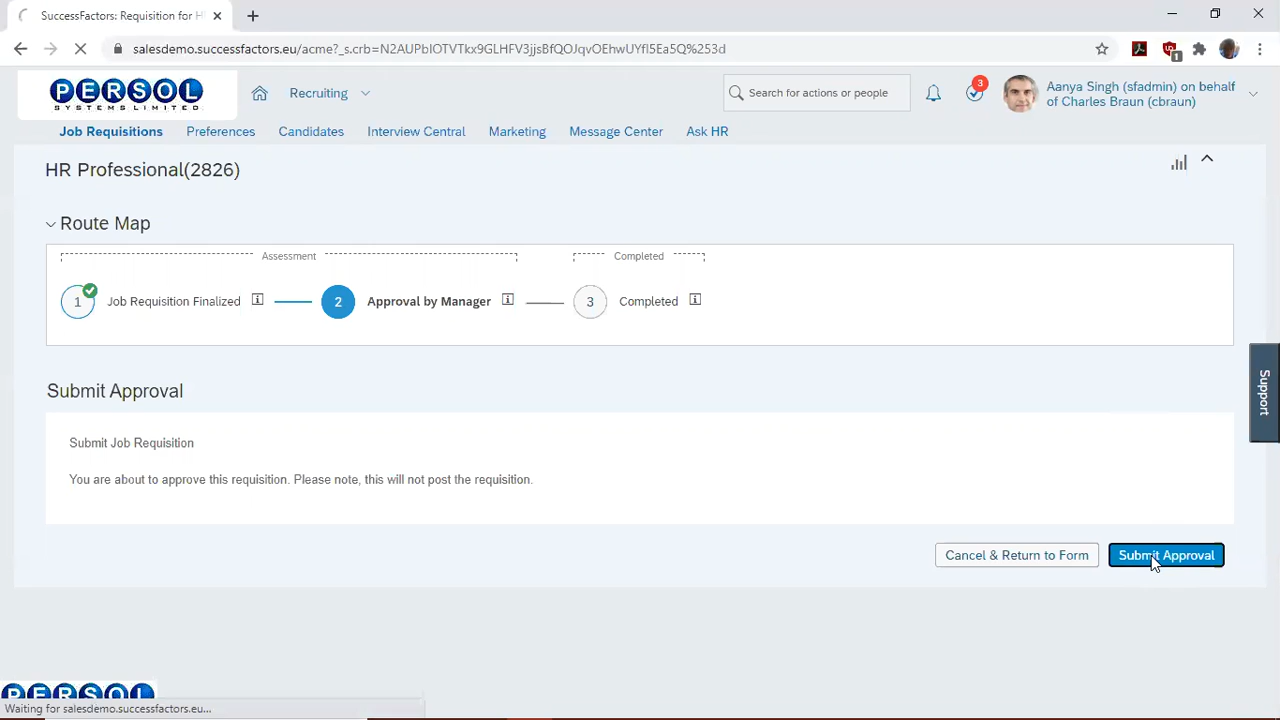 SuccessFactors: Requisition for H
salesdemo.successfactors.eu/acme?_s.crb=N2AUPbIOTVTkx9GLHFV3jjsBfQOJqvOEhwUYfI5Ea5Q%253d
1
PERSOL
SYSTEMS LIMITED
Recruiting
Search for actions or people
3
Aanya Singh (sfadmin) on behalf
of Charles Braun (cbraun)
Job Requisitions Preferences Candidates Interview Central Marketing Message Center Ask HR
HR Professional(2826)
Route Map
Assessment Completed
1 Job Requisition Finalized 2 Approval by Manager 3 Completed
Support
Submit Approval
Submit Job Requisition
You are about to approve this requisition. Please note, this will not post the requisition.
Cancel & Return to Form Submit Approval
PERSOL
Waiting for salesdemo.successfactors.eu...